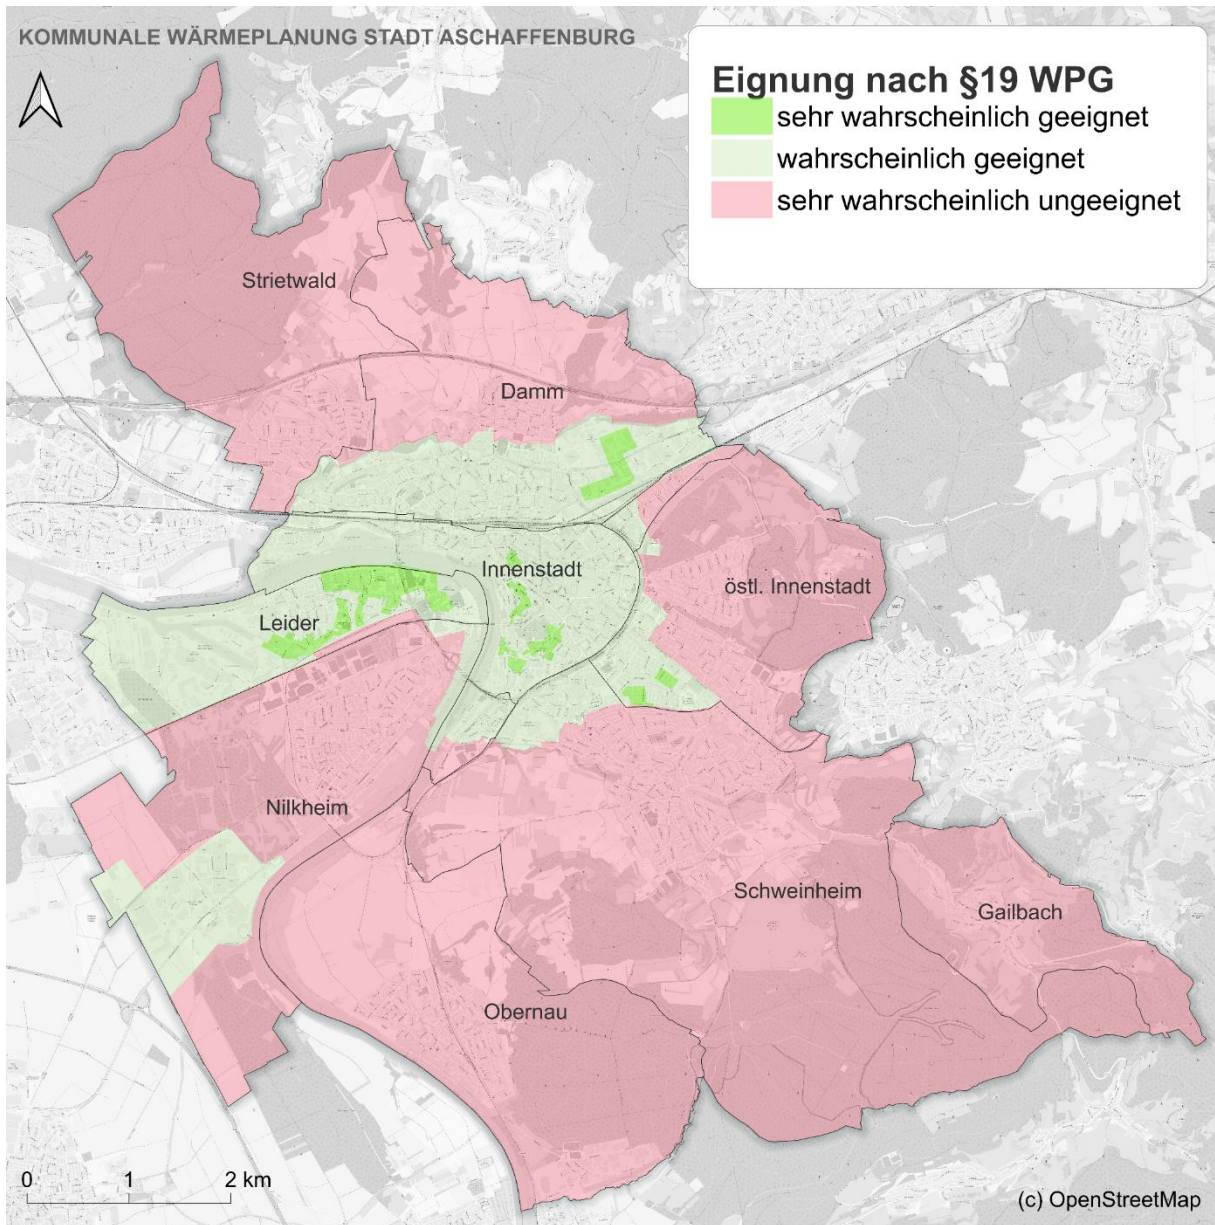 KOMMUNALE WÄRMEPLANUNG STADT ASCHAFFENBURG
Eignung nach §19 WPG
sehr wahrscheinlich geeignet
wahrscheinlich geeignet
sehr wahrscheinlich ungeeignet
Strietwald
Damm
Innenstadt
östl. Innenstadt
Leider
Nilkheim
Schweinheim
Gailbach
Obernau
0 1 2 km
(c) OpenStreetMap